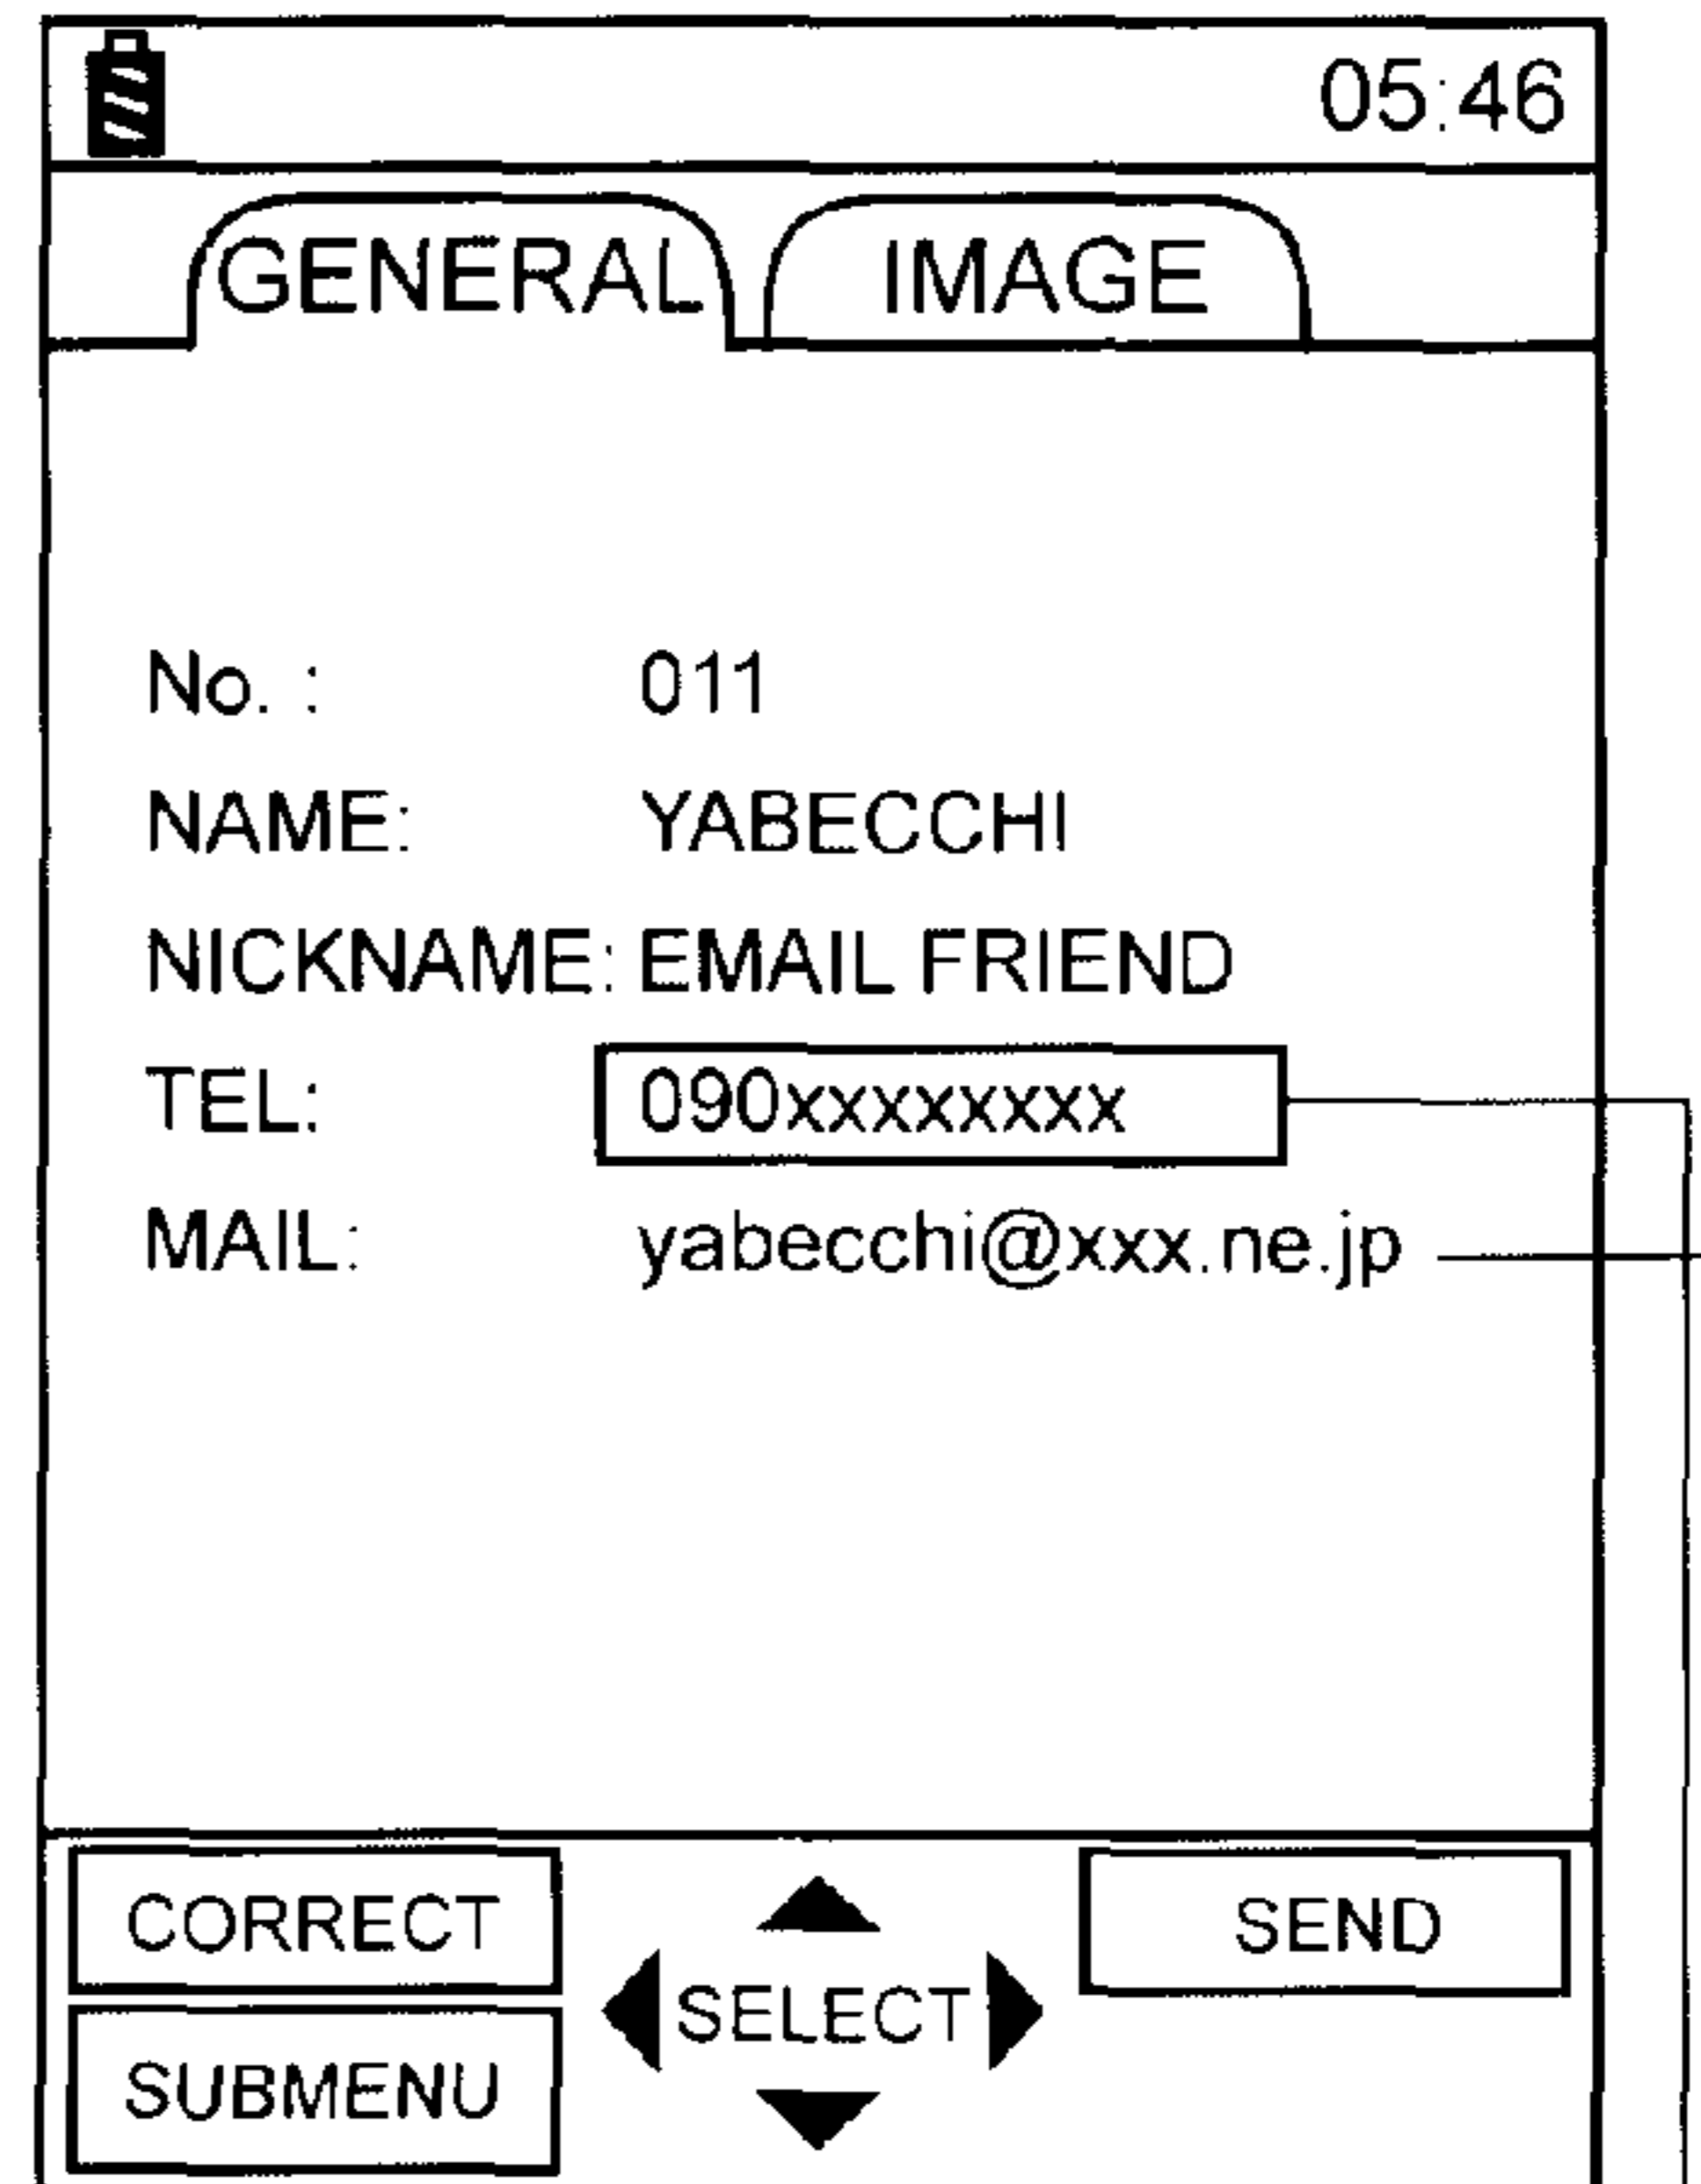 05:46
GENERAL IMAGE
No. : 011
NAME: YABECCHI
NICKNAME: EMAIL FRIEND
TEL: 090xxxxxxxx
MAIL: yabecchi@xxx.ne.jp
CORRECT SEND
SELECT
SUBMENU